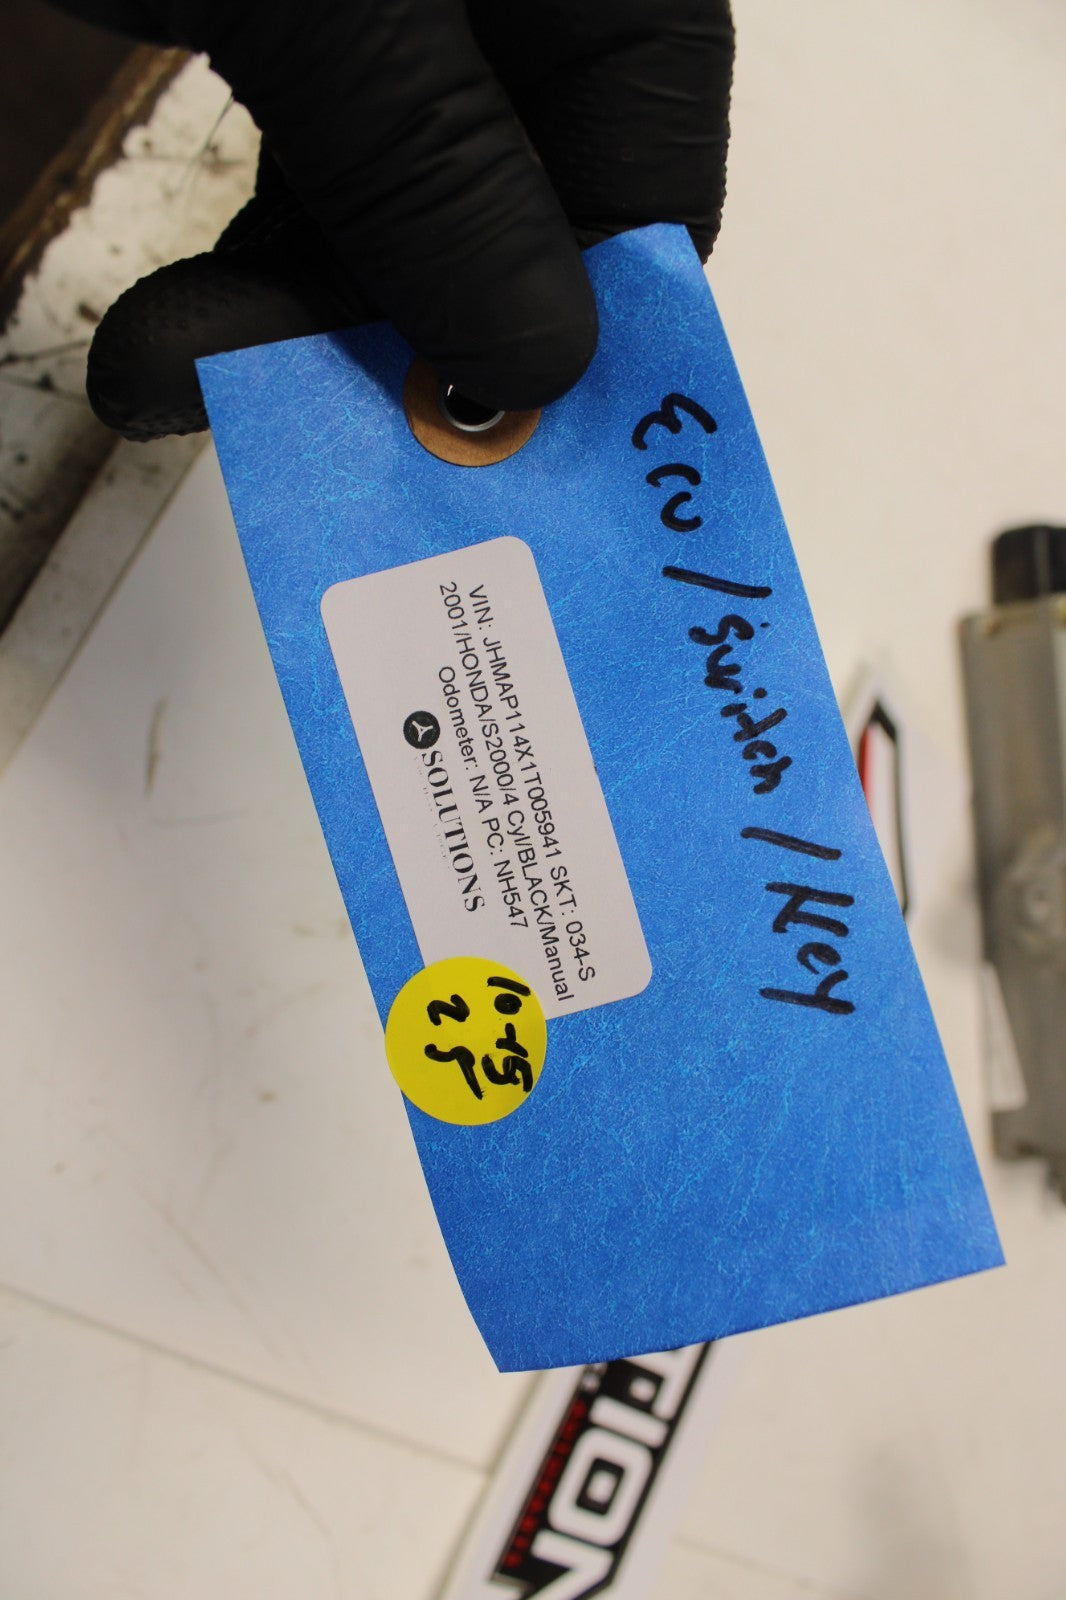 ECU / Switch / Key
VIN: JHMAP114X1T005941 SKT: 034-S
2001/HONDA/S2000/4 Cyl/BLACK/Manual
Odometer: N/A PC: NH547
SOLUTIONS
10-15
25
TION